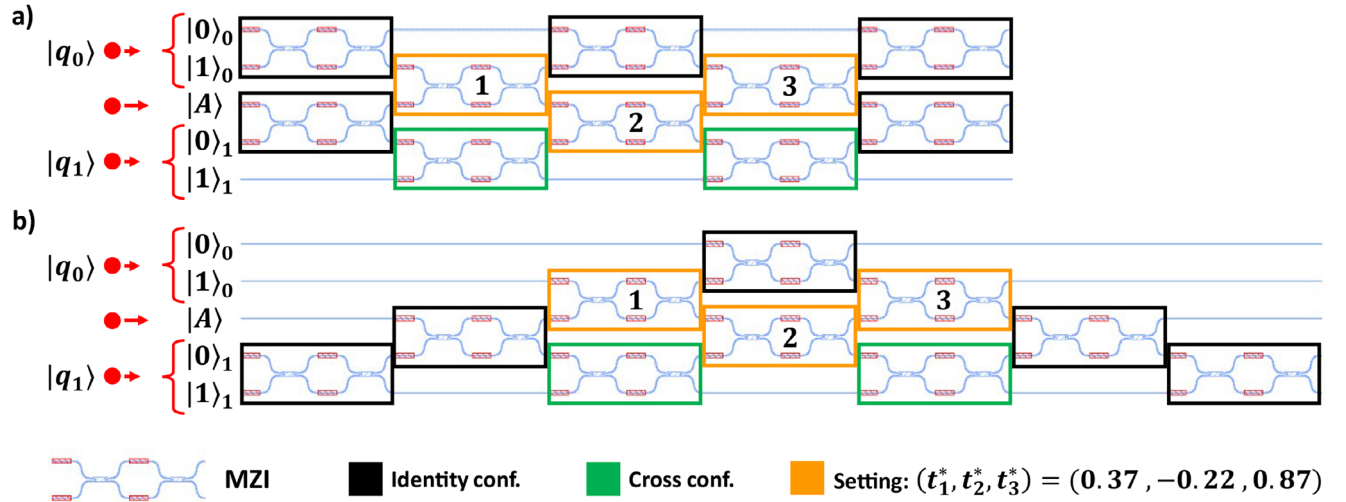 a)
|0⟩₀
|q₀⟩
|1⟩₀
1
3
|A⟩
2
|0⟩₁
|q₁⟩
|1⟩₁
b)
|0⟩₀
|q₀⟩
|1⟩₀
1
3
|A⟩
2
|0⟩₁
|q₁⟩
|1⟩₁
MZI Identity conf. Cross conf. Setting: (t₁*, t₂*, t₃*) = (0.37 , −0.22 , 0.87)